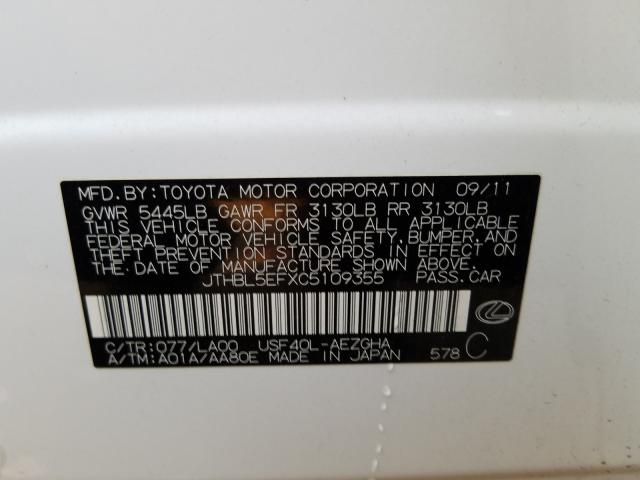 MFD.BY:TOYOTA MOTOR CORPORATION 09/11
GVWR 5445LB GAWR FR 3130LB RR 3130LB
THIS VEHICLE CONFORMS TO ALL APPLICABLE
FEDERAL MOTOR VEHICLE SAFETY,BUMPER,AND
THEFT PREVENTION STANDARDS IN EFFECT ON
THE DATE OF MANUFACTURE SHOWN ABOVE.
JTHBL5EFXC5109355 PASS.CAR
C/TR:077/LA00 USF40L-AEZGHA
A/TM:A01A/AA80E MADE IN JAPAN 578 C